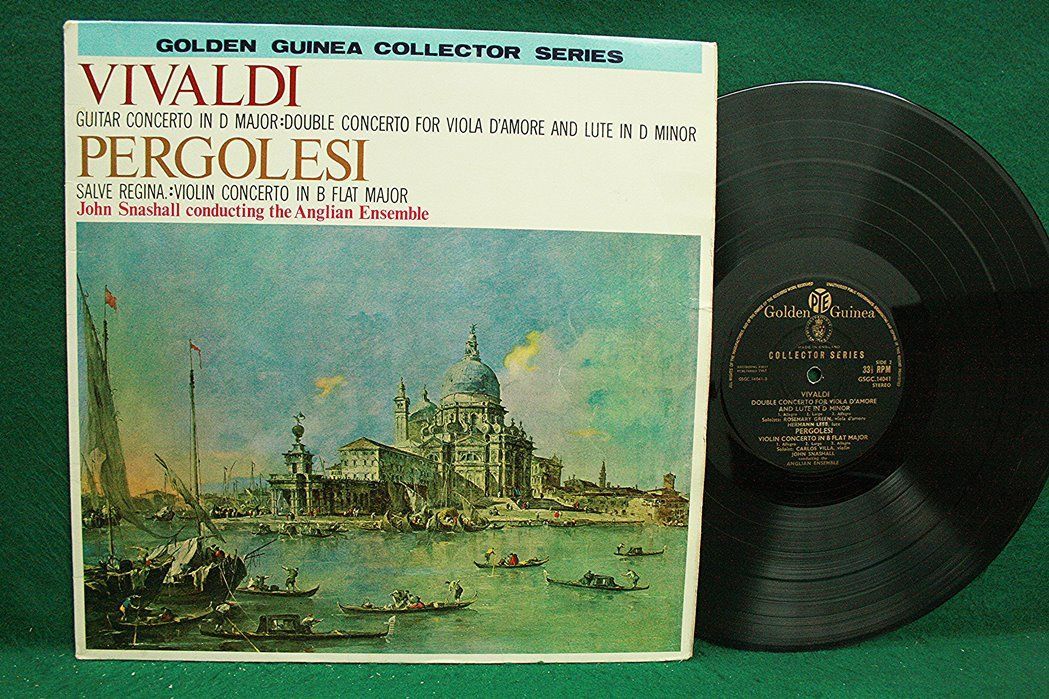 GOLDEN GUINEA COLLECTOR SERIES
VIVALDI
GUITAR CONCERTO IN D MAJOR:DOUBLE CONCERTO FOR VIOLA D'AMORE AND LUTE IN D MINOR
PERGOLESI
SALVE REGINA.:VIOLIN CONCERTO IN B FLAT MAJOR
John Snashall conducting the Anglian Ensemble
PYE
Golden Guinea
MADE IN ENGLAND
COLLECTOR SERIES
SIDE 2
33⅓ RPM
GSGC.14041
STEREO
VIVALDI
DOUBLE CONCERTO FOR VIOLA D'AMORE
AND LUTE IN D MINOR
1. Allegro 2. Largo 3. Allegro
Soloists: ROSEMARY GREEN, viola d'amore
HERMANN LEEB, lute
PERGOLESI
VIOLIN CONCERTO IN B FLAT MAJOR
1. Allegro 2. Largo 3. Allegro
Soloist: CARLOS VILLA, violin
JOHN SNASHALL
conducting the
ANGLIAN ENSEMBLE